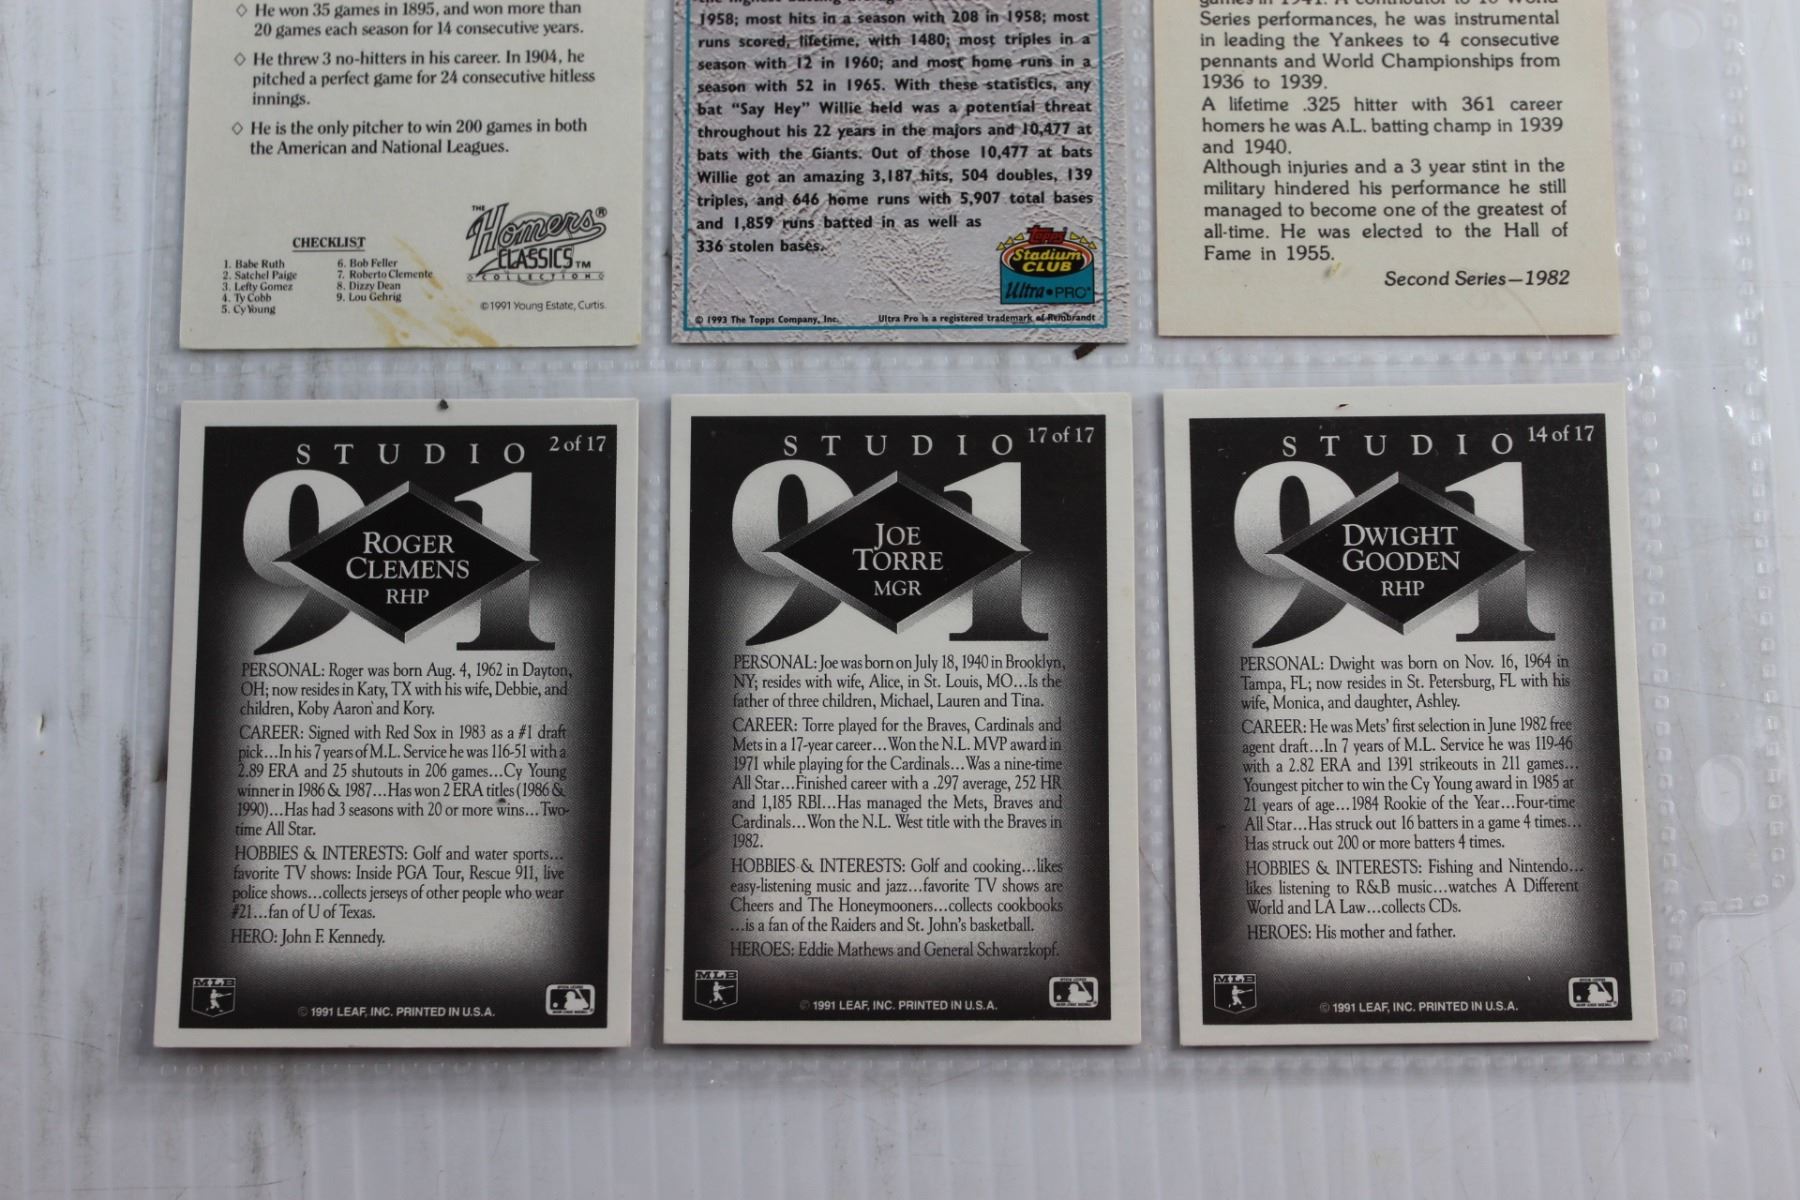 ◇ He won 35 games in 1895, and won more than
20 games each season for 14 consecutive years.
◇ He threw 3 no-hitters in his career. In 1904, he
pitched a perfect game for 24 consecutive hitless
innings.
◇ He is the only pitcher to win 200 games in both
the American and National Leagues.
CHECKLIST
1. Babe Ruth
2. Satchel Paige
3. Lefty Gomez
4. Ty Cobb
5. Cy Young
6. Bob Feller
7. Roberto Clemente
8. Dizzy Dean
9. Lou Gehrig
THE
Homers®
CLASSICS™
COLLECTION
©1991 Young Estate, Curtis.
1958; most hits in a season with 208 in 1958; most
runs scored, lifetime, with 1480; most triples in a
season with 12 in 1960; and most home runs in a
season with 52 in 1965. With these statistics, any
bat "Say Hey" Willie held was a potential threat
throughout his 22 years in the majors and 10,477 at
bats with the Giants. Out of those 10,477 at bats
Willie got an amazing 3,187 hits, 504 doubles, 139
triples, and 646 home runs with 5,907 total bases
and 1,859 runs batted in as well as
336 stolen bases.
Topps
Stadium
CLUB
Ultra•PRO®
© 1993 The Topps Company, Inc.
Ultra Pro is a registered trademark of Rembrandt
games in 1941. A contributor to 10 World
Series performances, he was instrumental
in leading the Yankees to 4 consecutive
pennants and World Championships from
1936 to 1939.
A lifetime .325 hitter with 361 career
homers he was A.L. batting champ in 1939
and 1940.
Although injuries and a 3 year stint in the
military hindered his performance he still
managed to become one of the greatest of
all-time. He was elected to the Hall of
Fame in 1955.
Second Series—1982
STUDIO 2 of 17
91
ROGER
CLEMENS
RHP
PERSONAL: Roger was born Aug. 4, 1962 in Dayton,
OH; now resides in Katy, TX with his wife, Debbie, and
children, Koby Aaron and Kory.
CAREER: Signed with Red Sox in 1983 as a #1 draft
pick...In his 7 years of M.L. Service he was 116-51 with a
2.89 ERA and 25 shutouts in 206 games...Cy Young
winner in 1986 & 1987...Has won 2 ERA titles (1986 &
1990)...Has had 3 seasons with 20 or more wins...Two-
time All Star.
HOBBIES & INTERESTS: Golf and water sports...
favorite TV shows: Inside PGA Tour, Rescue 911, live
police shows...collects jerseys of other people who wear
#21...fan of U of Texas.
HERO: John F. Kennedy.
MLB
© 1991 LEAF, INC. PRINTED IN U.S.A.
STUDIO 17 of 17
91
JOE
TORRE
MGR
PERSONAL: Joe was born on July 18, 1940 in Brooklyn,
NY; resides with wife, Alice, in St. Louis, MO...Is the
father of three children, Michael, Lauren and Tina.
CAREER: Torre played for the Braves, Cardinals and
Mets in a 17-year career...Won the N.L. MVP award in
1971 while playing for the Cardinals...Was a nine-time
All Star...Finished career with a .297 average, 252 HR
and 1,185 RBI...Has managed the Mets, Braves and
Cardinals...Won the N.L. West title with the Braves in
1982.
HOBBIES & INTERESTS: Golf and cooking...likes
easy-listening music and jazz...favorite TV shows are
Cheers and The Honeymooners...collects cookbooks
...is a fan of the Raiders and St. John's basketball.
HEROES: Eddie Mathews and General Schwarzkopf.
MLB
© 1991 LEAF, INC. PRINTED IN U.S.A.
STUDIO 14 of 17
91
DWIGHT
GOODEN
RHP
PERSONAL: Dwight was born on Nov. 16, 1964 in
Tampa, FL; now resides in St. Petersburg, FL with his
wife, Monica, and daughter, Ashley.
CAREER: He was Mets' first selection in June 1982 free
agent draft...In 7 years of M.L. Service he was 119-46
with a 2.82 ERA and 1391 strikeouts in 211 games...
Youngest pitcher to win the Cy Young award in 1985 at
21 years of age...1984 Rookie of the Year...Four-time
All Star...Has struck out 16 batters in a game 4 times...
Has struck out 200 or more batters 4 times.
HOBBIES & INTERESTS: Fishing and Nintendo...
likes listening to R&B music...watches A Different
World and LA Law...collects CDs.
HEROES: His mother and father.
MLB
© 1991 LEAF, INC. PRINTED IN U.S.A.